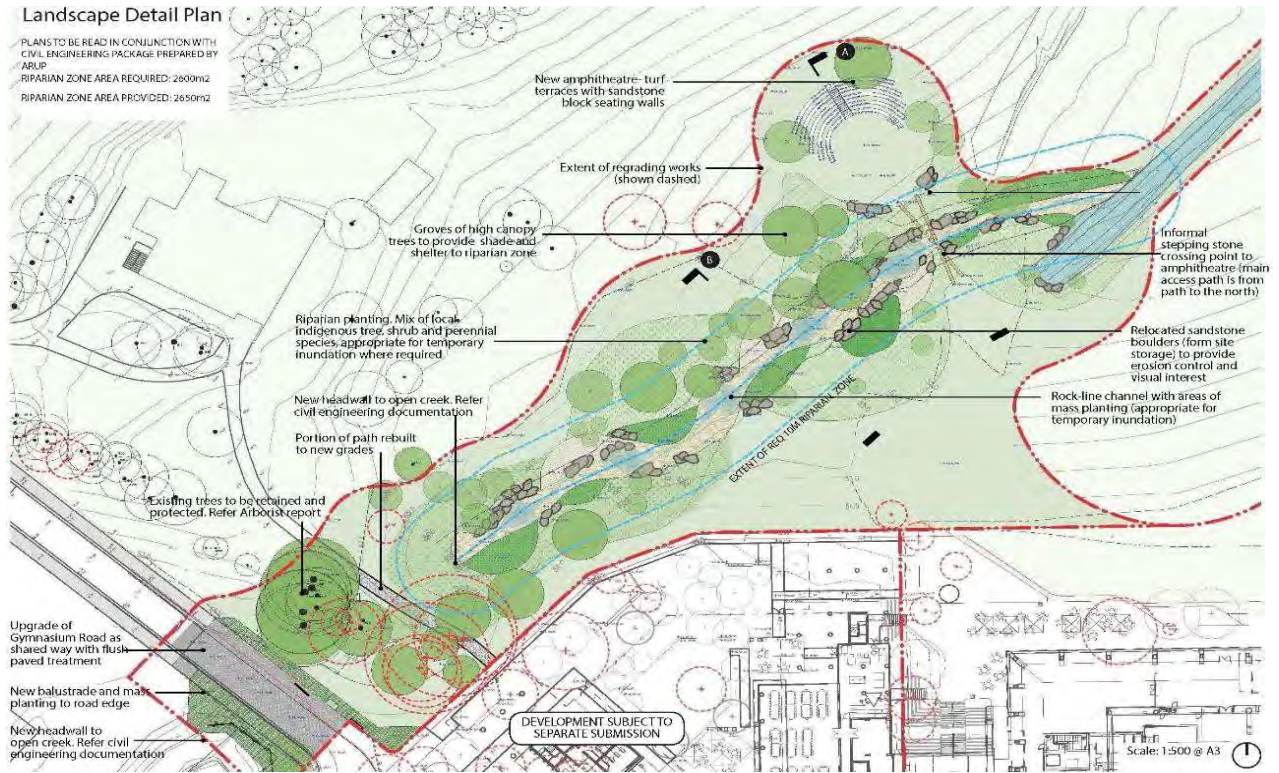 Landscape Detail Plan
PLANS TO BE READ IN CONJUNCTION WITH
CIVIL ENGINEERING PACKAGE PREPARED BY
ARUP
RIPARIAN ZONE AREA REQUIRED: 2600m2
RIPARIAN ZONE AREA PROVIDED: 2650m2
A
New amphitheatre- turf
terraces with sandstone
block seating walls
Extent of regrading works
(shown dashed)
Groves of high canopy
trees to provide shade and
shelter to riparian zone
B
Riparian planting. Mix of local
indigenous tree, shrub and perennial
species, appropriate for temporary
inundation where required
New headwall to open creek. Refer
civil engineering documentation
Portion of path rebuilt
to new grades
Existing trees to be retained and
protected. Refer Arborist report
Upgrade of
Gymnasium Road as
shared way with flush
paved treatment
New balustrade and mass
planting to road edge
New headwall to
open creek. Refer civil
engineering documentation
Informal
stepping stone
crossing point to
amphitheatre (main
access path is from
path to the north)
Relocated sandstone
boulders (form site
storage) to provide
erosion control and
visual interest
Rock-line channel with areas of
mass planting (appropriate for
temporary inundation)
EXTENT OF REQ 10M RIPARIAN ZONE
DEVELOPMENT SUBJECT TO
SEPARATE SUBMISSION
Scale: 1:500 @ A3